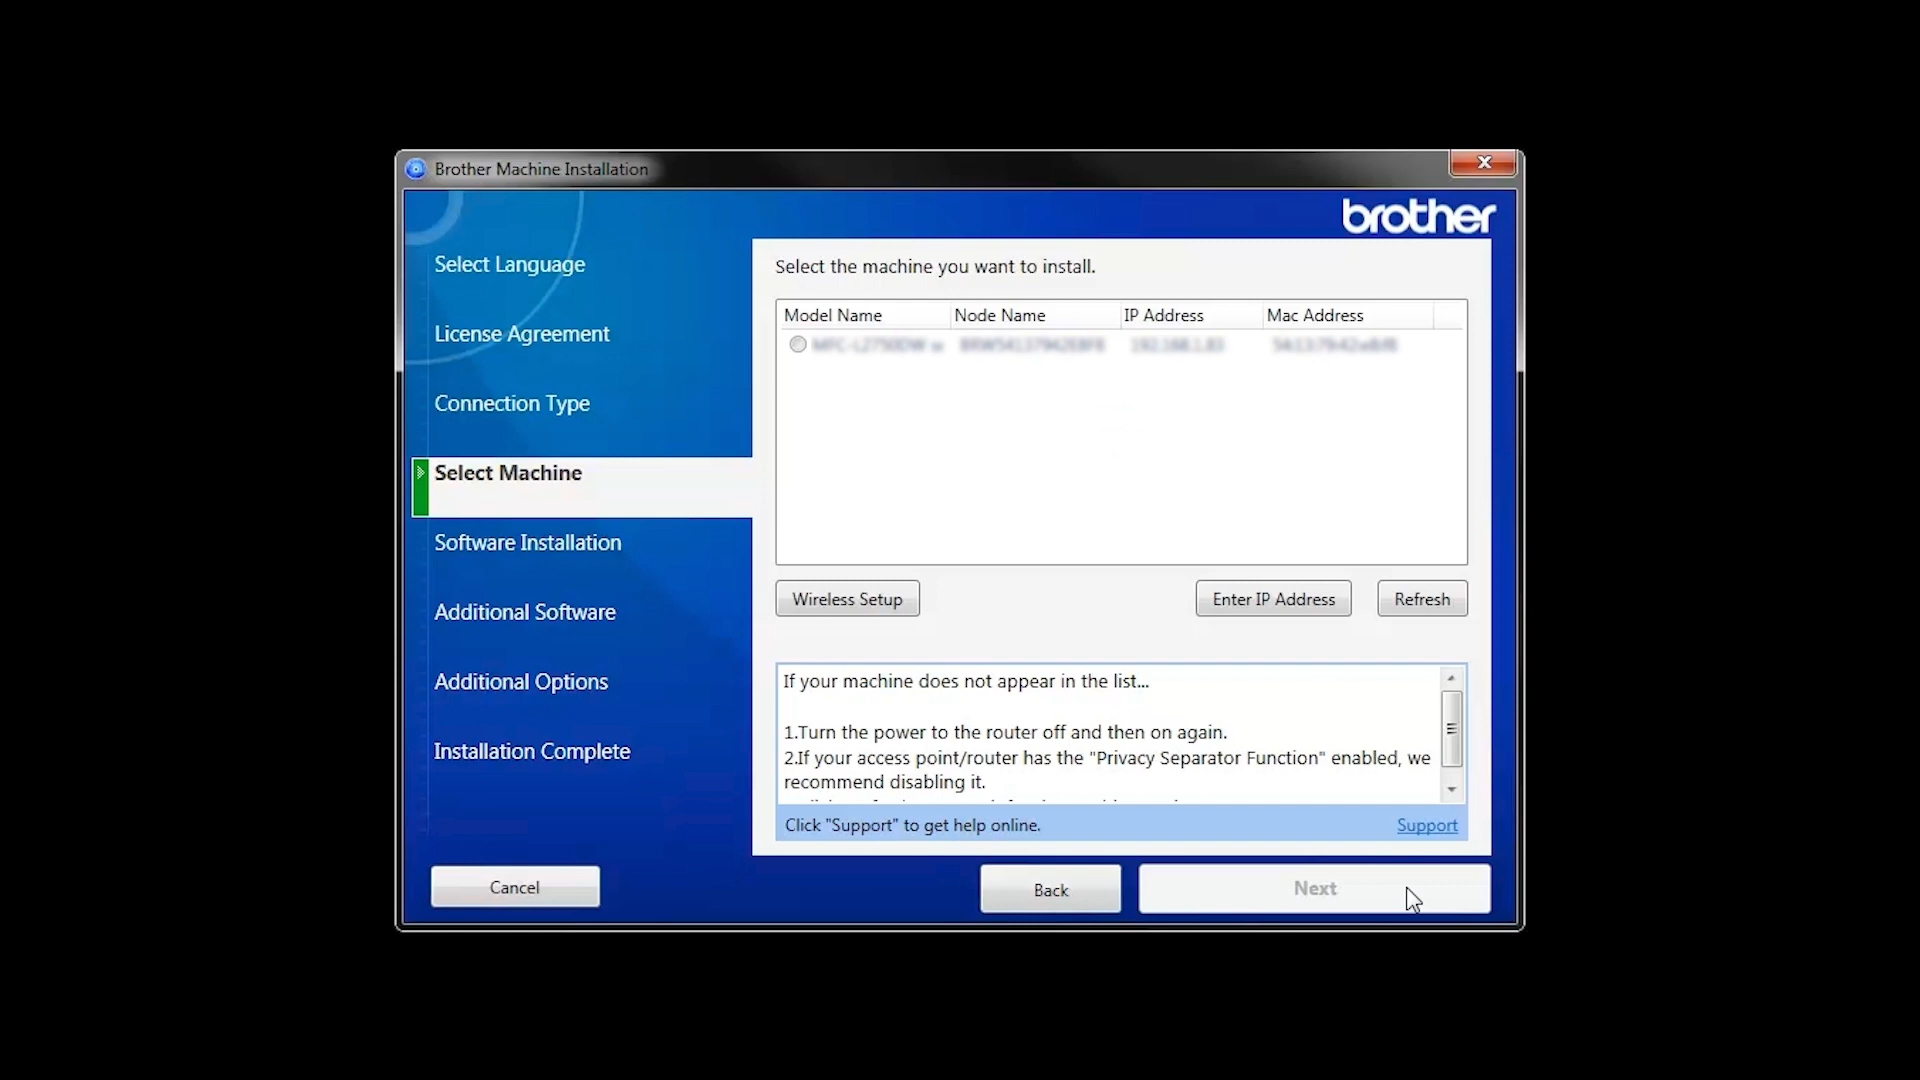 Brother Machine Installation
brother
Select Language
License Agreement
Connection Type
Select Machine
Software Installation
Additional Software
Additional Options
Installation Complete
Select the machine you want to install.
Model Name Node Name IP Address Mac Address
Wireless Setup Enter IP Address Refresh
If your machine does not appear in the list...
1.Turn the power to the router off and then on again.
2.If your access point/router has the "Privacy Separator Function" enabled, we
recommend disabling it.
Click "Support" to get help online. Support
Cancel Back Next